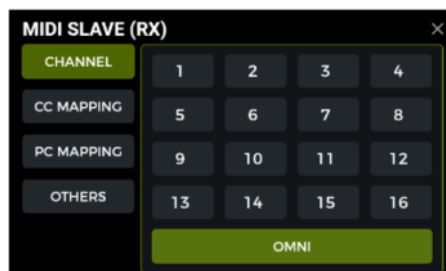 MIDI SLAVE (RX)
CHANNEL
CC MAPPING
PC MAPPING
OTHERS
1 2 3 4
5 6 7 8
9 10 11 12
13 14 15 16
OMNI